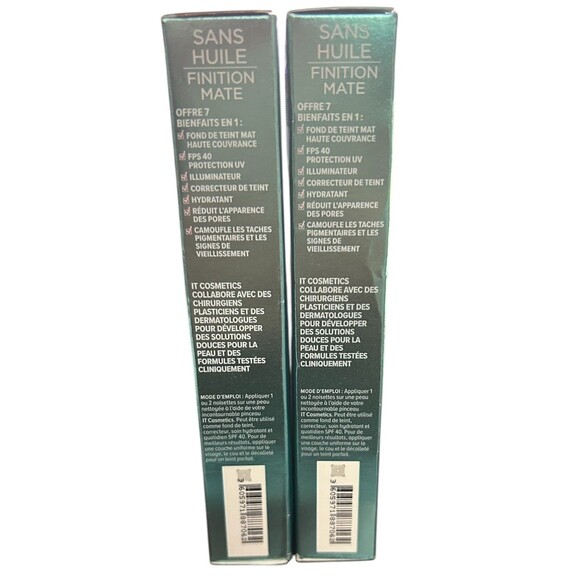 SANS
HUILE
FINITION
MATE
OFFRE 7
BIENFAITS EN 1 :
FOND DE TEINT MAT
HAUTE COUVRANCE
FPS 40
PROTECTION UV
ILLUMINATEUR
CORRECTEUR DE TEINT
HYDRATANT
RÉDUIT L'APPARENCE
DES PORES
CAMOUFLE LES TACHES
PIGMENTAIRES ET LES
SIGNES DE
VIEILLISSEMENT
IT COSMETICS
COLLABORE AVEC DES
CHIRURGIENS
PLASTICIENS ET DES
DERMATOLOGUES
POUR DÉVELOPPER
DES SOLUTIONS
DOUCES POUR LA
PEAU ET DES
FORMULES TESTÉES
CLINIQUEMENT
MODE D'EMPLOI : Appliquer 1
ou 2 noisettes sur une peau
nettoyée à l'aide de votre
incontournable pinceau
IT Cosmetics. Peut être utilisé
comme fond de teint,
correcteur, soin hydratant et
quotidien SPF 40. Pour de
meilleurs résultats, appliquer
une couche uniforme sur le
visage, le cou et le décolleté
pour un teint parfait.
3 605971 887062
SANS
HUILE
FINITION
MATE
OFFRE 7
BIENFAITS EN 1 :
FOND DE TEINT MAT
HAUTE COUVRANCE
FPS 40
PROTECTION UV
ILLUMINATEUR
CORRECTEUR DE TEINT
HYDRATANT
RÉDUIT L'APPARENCE
DES PORES
CAMOUFLE LES TACHES
PIGMENTAIRES ET LES
SIGNES DE
VIEILLISSEMENT
IT COSMETICS
COLLABORE AVEC DES
CHIRURGIENS
PLASTICIENS ET DES
DERMATOLOGUES
POUR DÉVELOPPER
DES SOLUTIONS
DOUCES POUR LA
PEAU ET DES
FORMULES TESTÉES
CLINIQUEMENT
MODE D'EMPLOI : Appliquer 1
ou 2 noisettes sur une peau
nettoyée à l'aide de votre
incontournable pinceau
IT Cosmetics. Peut être utilisé
comme fond de teint,
correcteur, soin hydratant et
quotidien SPF 40. Pour de
meilleurs résultats, appliquer
une couche uniforme sur le
visage, le cou et le décolleté
pour un teint parfait.
3 605971 887062